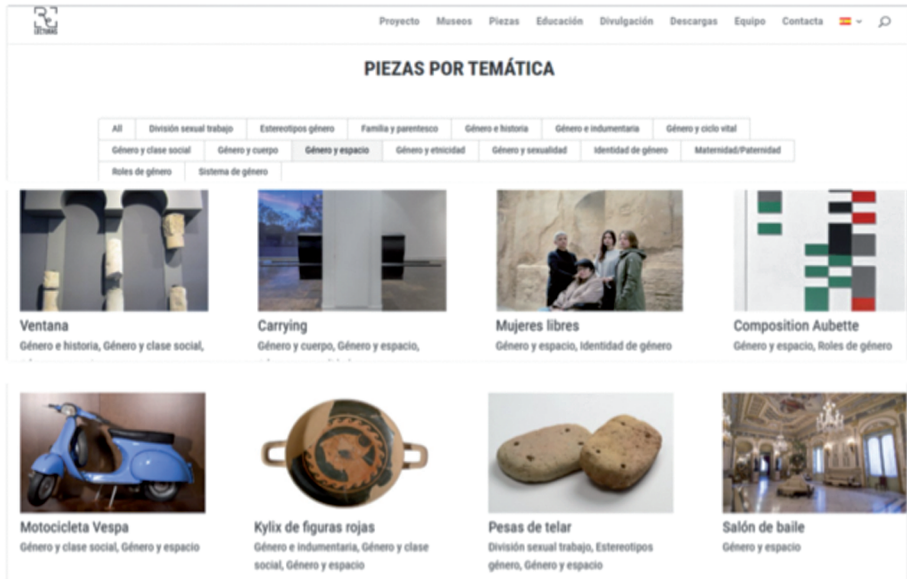 Re
LECTURAS
Proyecto Museos Piezas Educación Divulgación Descargas Equipo Contacta
PIEZAS POR TEMÁTICA
All División sexual trabajo Estereotipos género Familia y parentesco Género e historia Género e indumentaria Género y ciclo vital
Género y clase social Género y cuerpo Género y espacio Género y etnicidad Género y sexualidad Identidad de género Maternidad/Paternidad
Roles de género Sistema de género
Ventana
Género e historia, Género y clase social,
Carrying
Género y cuerpo, Género y espacio,
Mujeres libres
Género y espacio, Identidad de género
Composition Aubette
Género y espacio, Roles de género
Motocicleta Vespa
Género y clase social, Género y espacio
Kylix de figuras rojas
Género e indumentaria, Género y clase
social, Género y espacio
Pesas de telar
División sexual trabajo, Estereotipos
género, Género y espacio
Salón de baile
Género y espacio